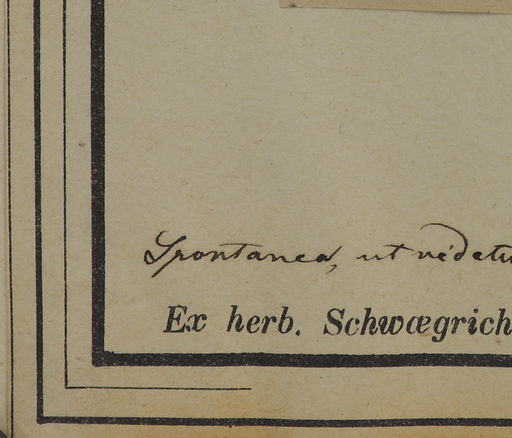 Spontanea, ut videtu
Ex herb. Schwægrich